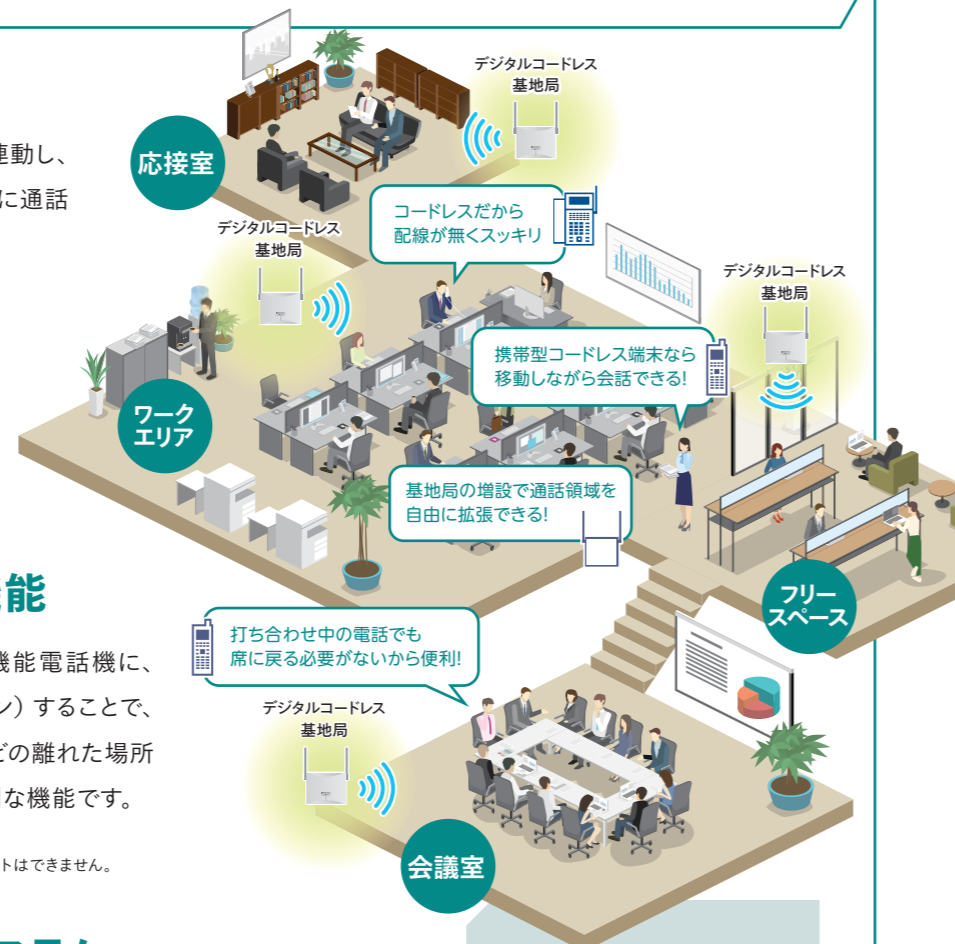 連動し、
に通話
デジタルコードレス
基地局
応接室
コードレスだから
配線が無くスッキリ
デジタルコードレス
基地局
デジタルコードレス
基地局
携帯型コードレス端末なら
移動しながら会話できる!
ワーク
エリア
基地局の増設で通話領域を
自由に拡張できる!
フリー
スペース
能
機能電話機に、
ン）することで、
どの離れた場所
な機能です。
トはできません。
打ち合わせ中の電話でも
席に戻る必要がないから便利!
デジタルコードレス
基地局
会議室